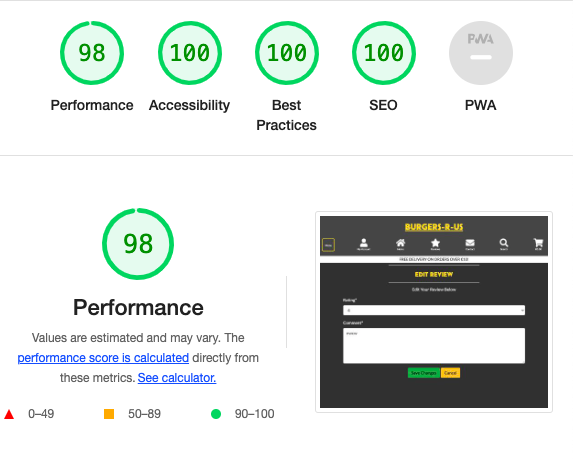 98
100
100
100
PWA
Performance
Accessibility
Best
Practices
SEO
PWA
98
Performance
Values are estimated and may vary. The
performance score is calculated directly from
these metrics. See calculator.
0–49
50–89
90–100
BURGERS-R-US
FREE DELIVERY ON ORDERS OVER
EDIT REVIEW
Edit Your Review Below
Rating*
Comment*
Save Changes
Cancel